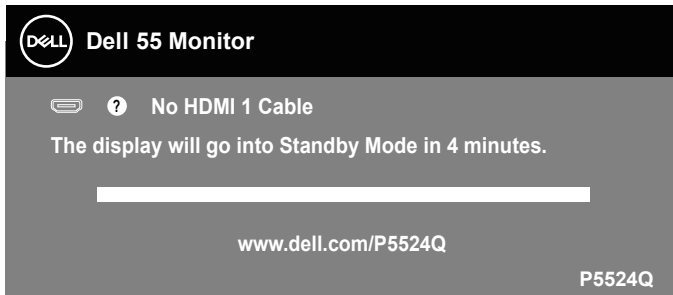 DELL Dell 55 Monitor
? No HDMI 1 Cable
The display will go into Standby Mode in 4 minutes.
www.dell.com/P5524Q
P5524Q